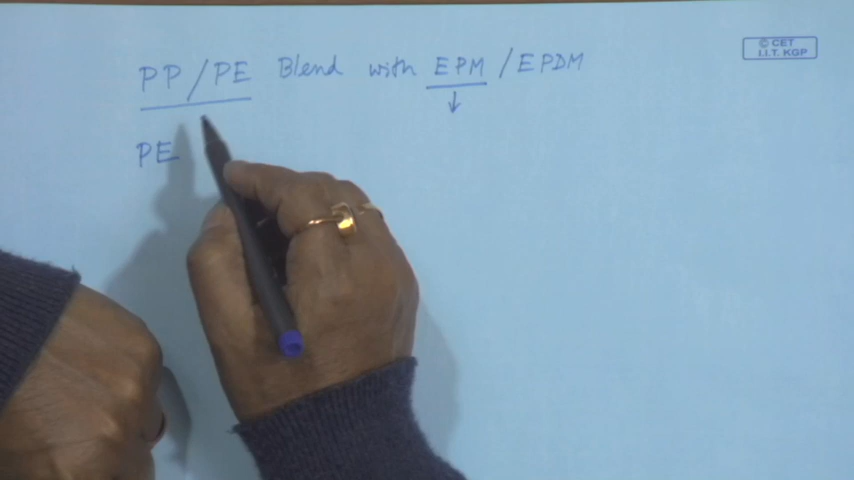 PP/PE Blend with EPM / EPDM
© CET
I.I.T. KGP
↓
PE